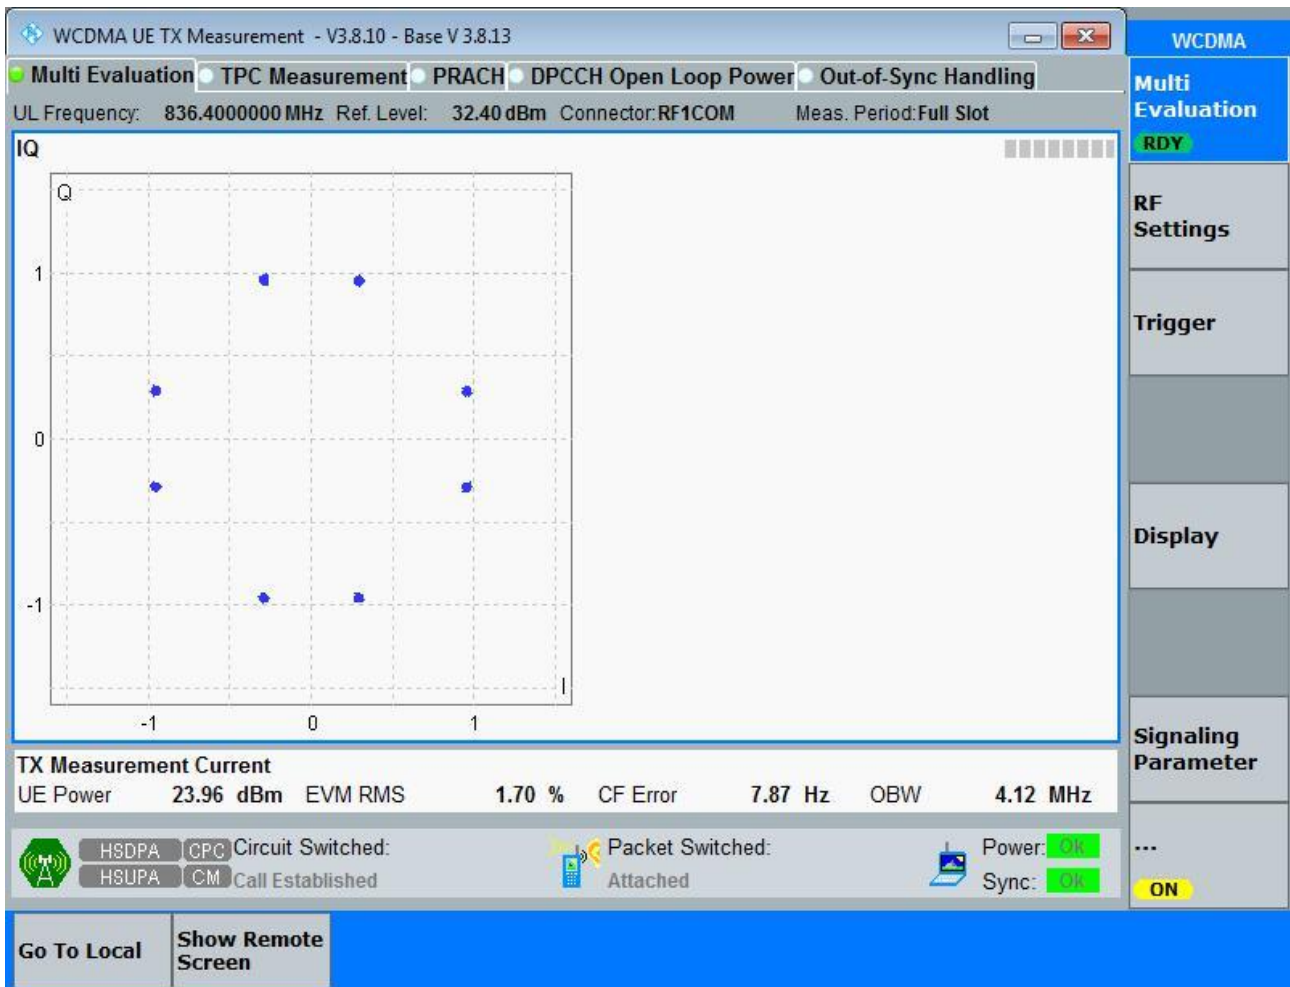 WCDMA UE TX Measurement - V3.8.10 - Base V 3.8.13
WCDMA
Multi Evaluation TPC Measurement PRACH DPCCH Open Loop Power Out-of-Sync Handling
UL Frequency: 836.4000000 MHz Ref. Level: 32.40 dBm Connector: RF1COM Meas. Period: Full Slot
IQ
Q
1
0
-1
I
-1 0 1
TX Measurement Current
UE Power 23.96 dBm EVM RMS 1.70 % CF Error 7.87 Hz OBW 4.12 MHz
HSDPA CPC Circuit Switched: Packet Switched: Power: Ok
HSUPA CM Call Established Attached Sync: Ok
Multi
Evaluation
RDY
RF
Settings
Trigger
Display
Signaling
Parameter
...
ON
Go To Local
Show Remote
Screen